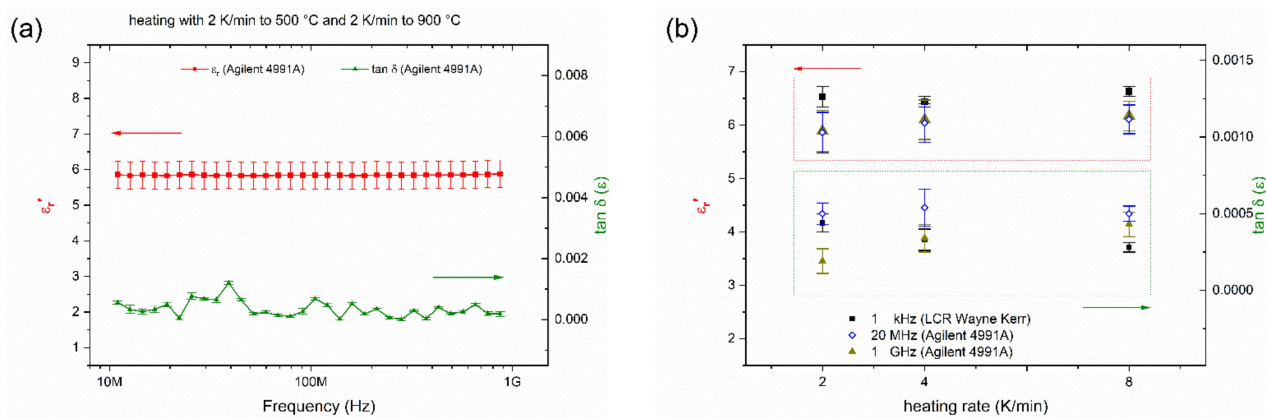 (a)
heating with 2 K/min to 500 °C and 2 K/min to 900 °C
εr (Agilent 4991A)
tan δ (Agilent 4991A)
9
8
7
6
5
4
3
2
1
εr'
0.008
0.006
0.004
0.002
0.000
tan δ (ε)
10M
100M
1G
Frequency (Hz)
(b)
7
6
5
4
3
2
εr'
0.0015
0.0010
0.0005
0.0000
tan δ (ε)
1 kHz (LCR Wayne Kerr)
20 MHz (Agilent 4991A)
1 GHz (Agilent 4991A)
2
4
8
heating rate (K/min)